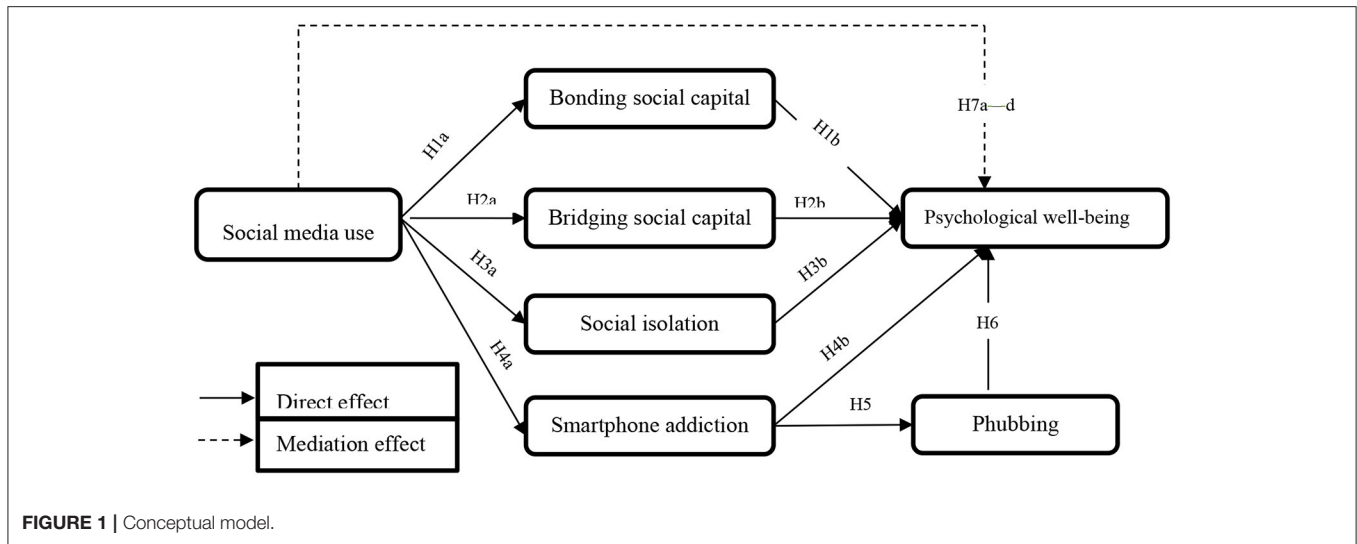 Bonding social capital
H7a—d
H1a
H1b
H2a
H2b
Social media use
Bridging social capital
Psychological well-being
H3a
H3b
Social isolation
H4a
H4b
H6
Direct effect
Mediation effect
Smartphone addiction
H5
Phubbing
FIGURE 1 | Conceptual model.